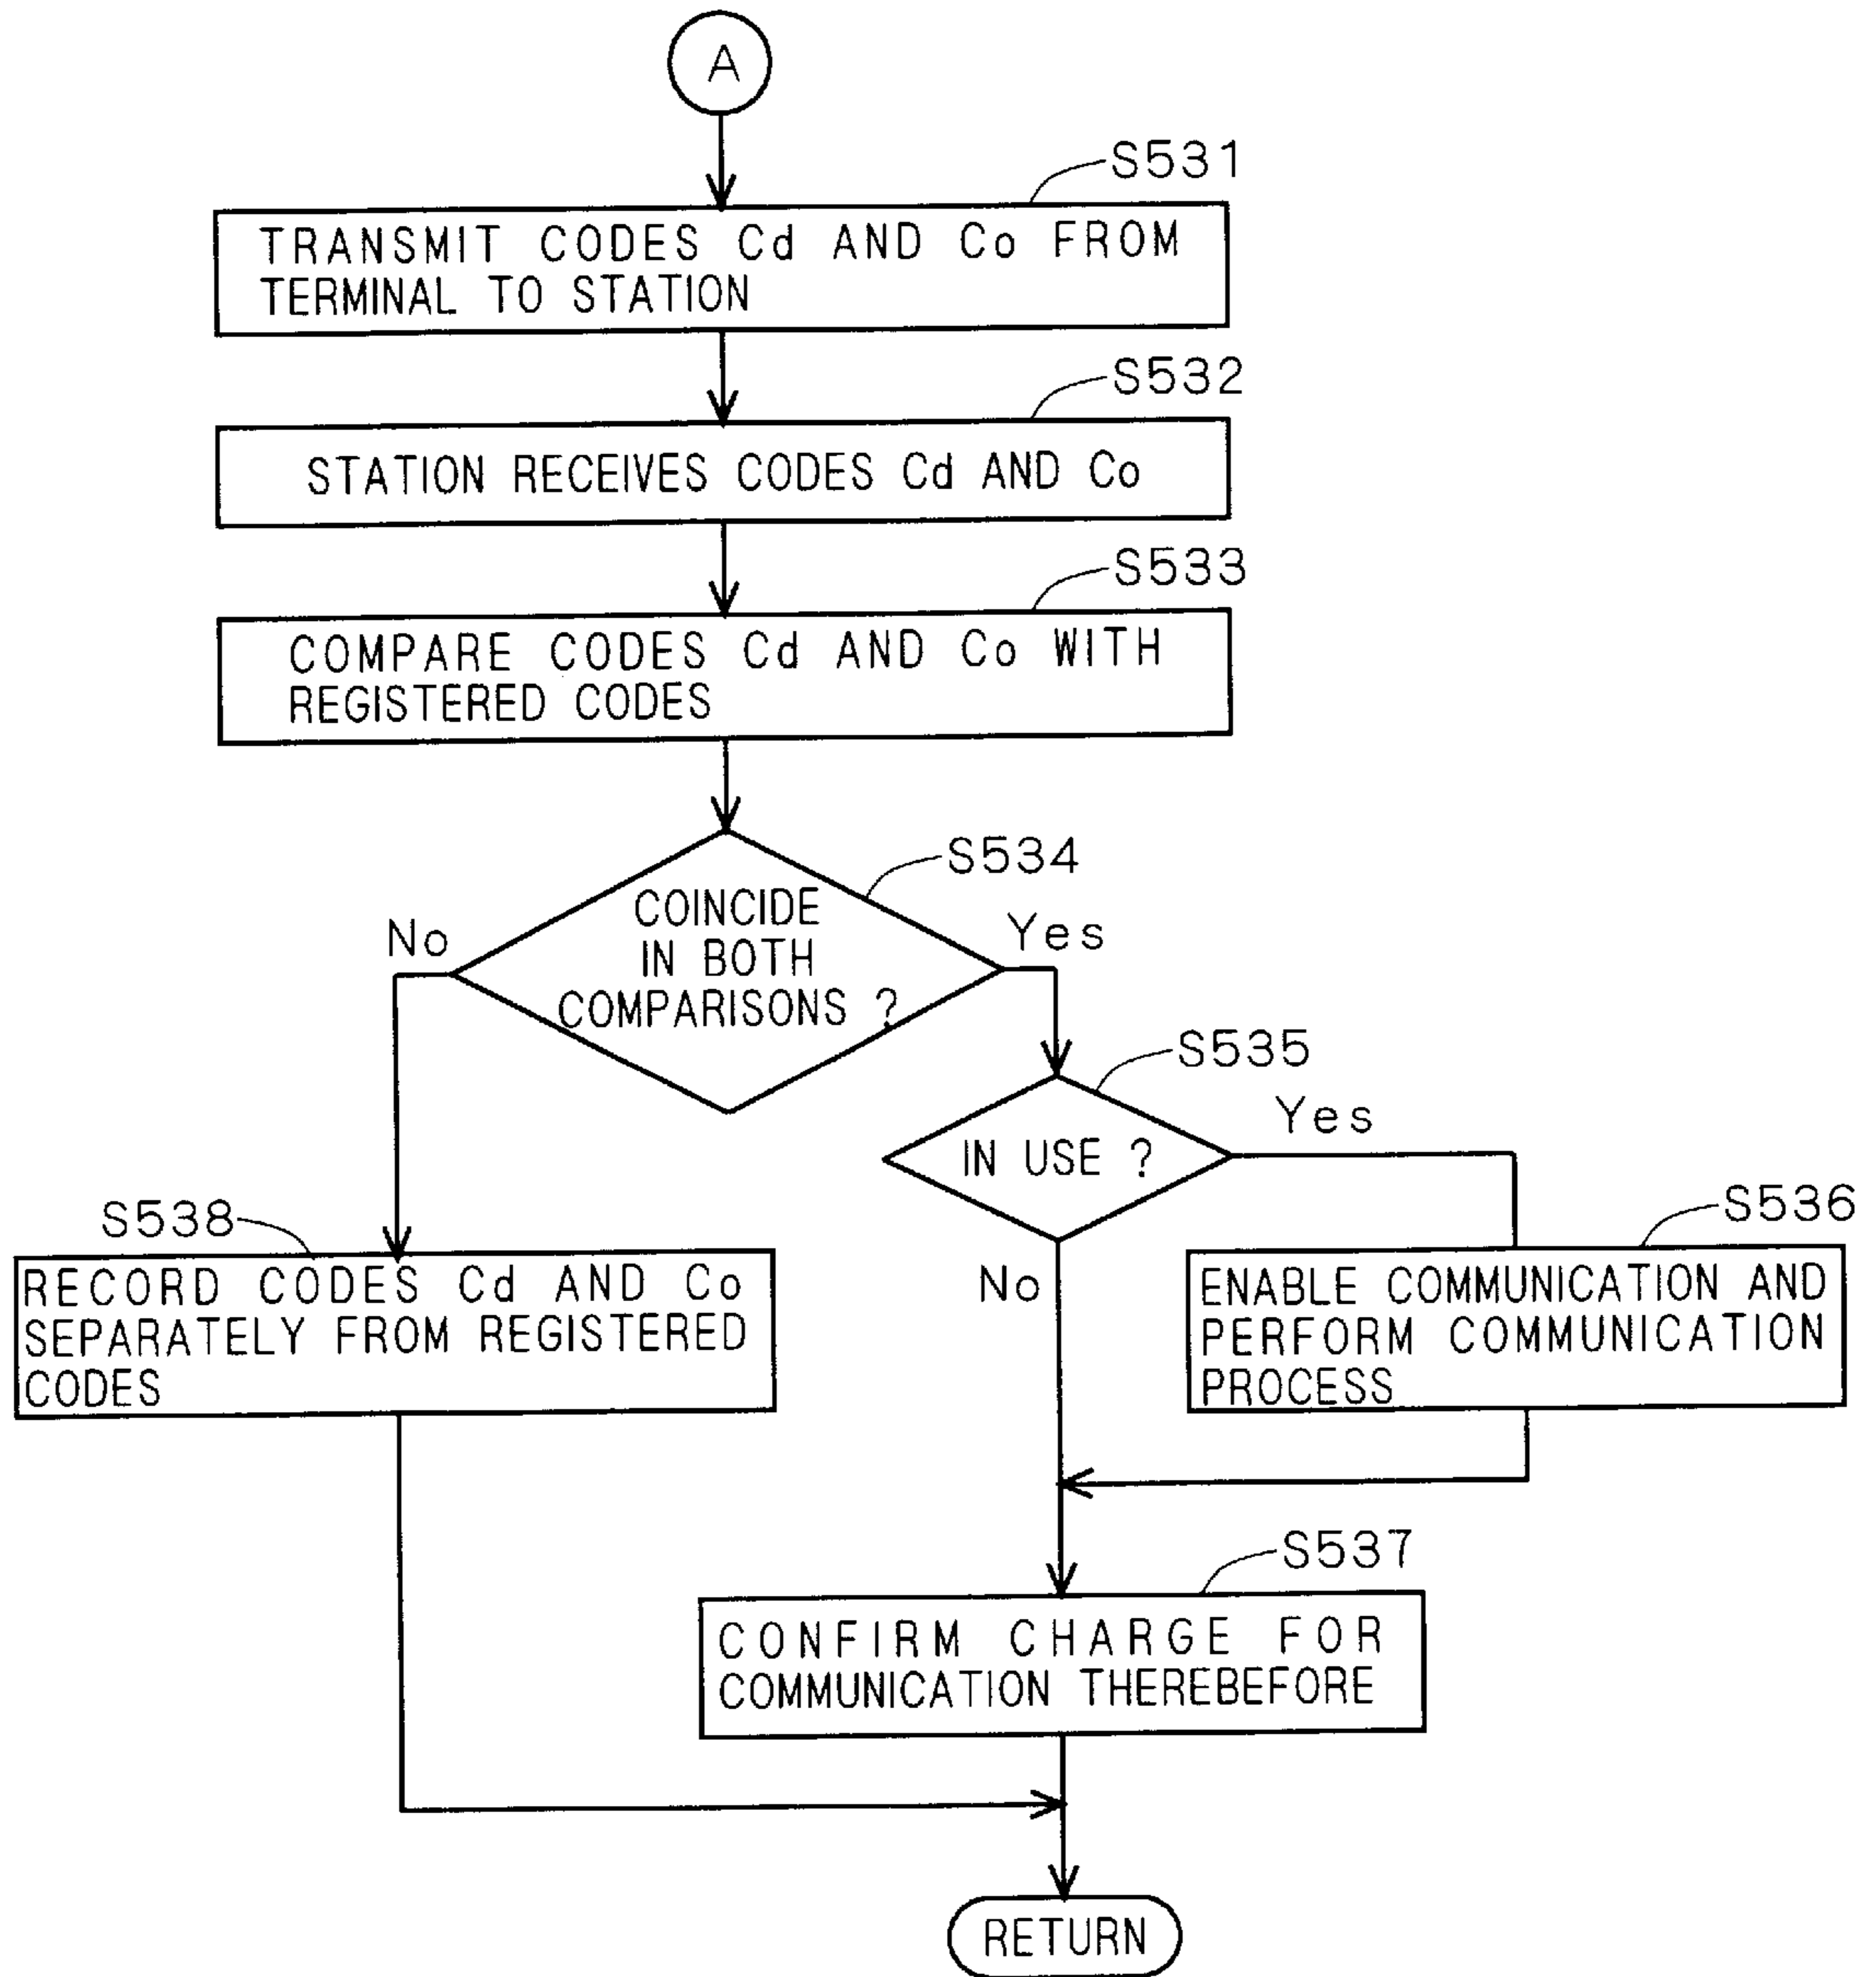 A
S531
TRANSMIT CODES Cd AND Co FROM
TERMINAL TO STATION
S532
STATION RECEIVES CODES Cd AND Co
S533
COMPARE CODES Cd AND Co WITH
REGISTERED CODES
S534
COINCIDE
IN BOTH
COMPARISONS ?
No
Yes
S535
IN USE ?
Yes
No
S538
RECORD CODES Cd AND Co
SEPARATELY FROM REGISTERED
CODES
S536
ENABLE COMMUNICATION AND
PERFORM COMMUNICATION
PROCESS
S537
CONFIRM CHARGE FOR
COMMUNICATION THEREBEFORE
RETURN